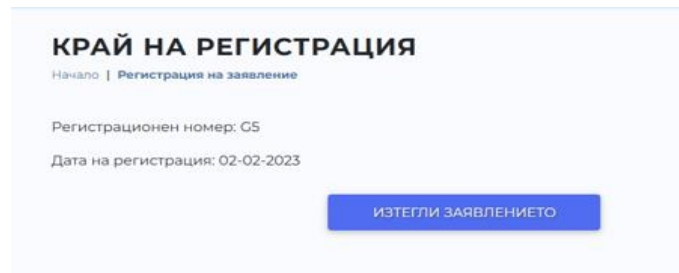 КРАЙ НА РЕГИСТРАЦИЯ
Начало | Регистрация на заявление
Регистрационен номер: G5
Дата на регистрация: 02-02-2023
ИЗТЕГЛИ ЗАЯВЛЕНИЕТО